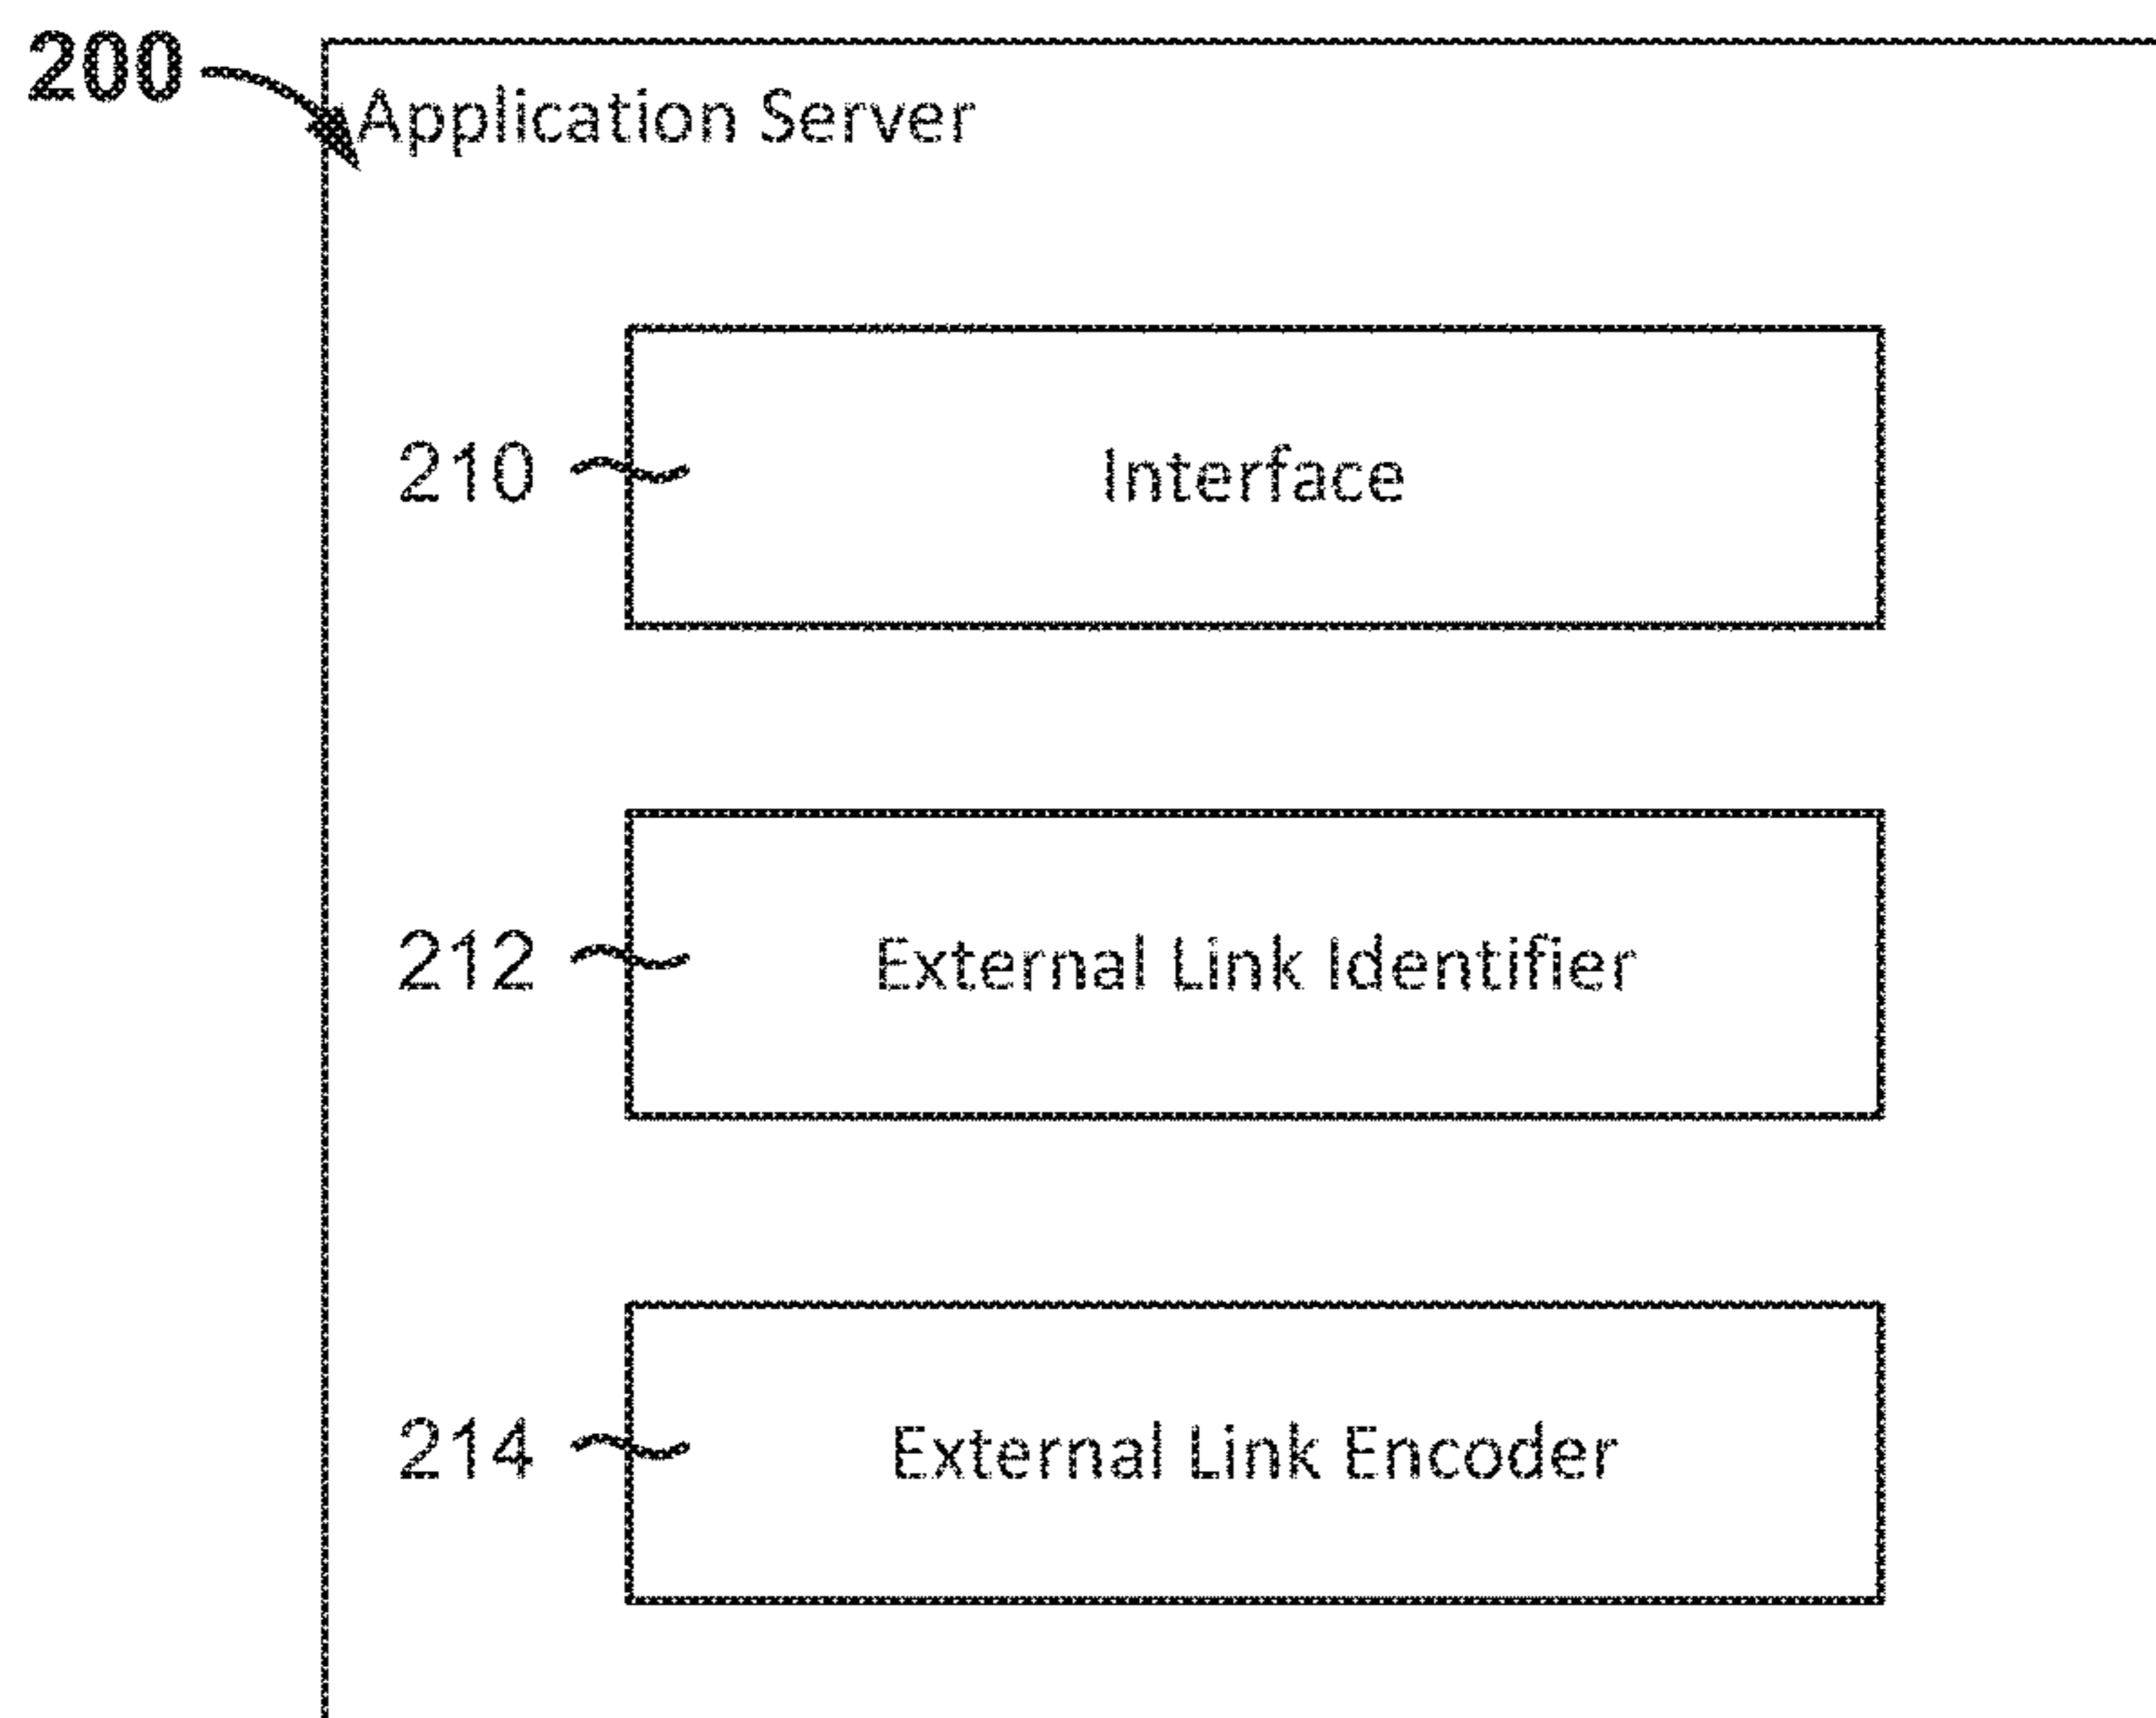 200
Application Server
210 Interface
212 External Link Identifier
214 External Link Encoder